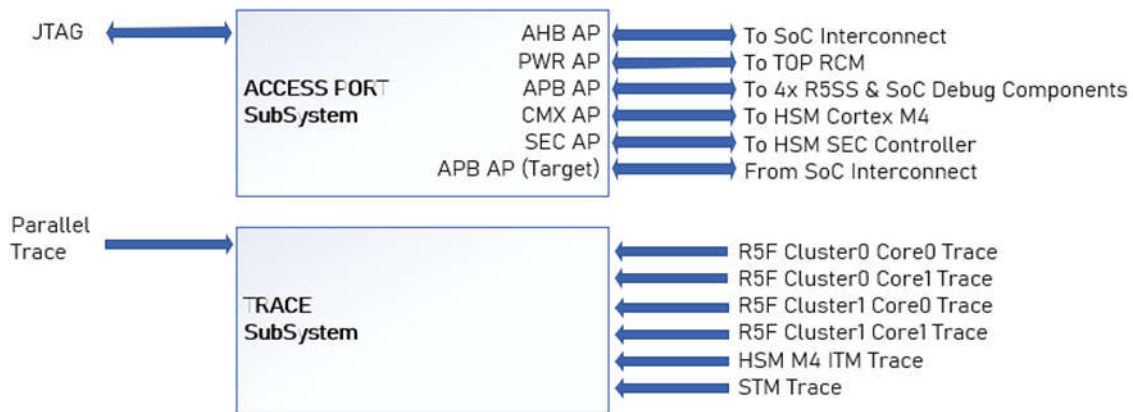 JTAG
ACCESS PORT
SubSystem
AHB AP
PWR AP
APB AP
CMX AP
SEC AP
APB AP (Target)
To SoC Interconnect
To TOP RCM
To 4x R5SS & SoC Debug Components
To HSM Cortex M4
To HSM SEC Controller
From SoC Interconnect
Parallel
Trace
TRACE
SubSystem
R5F Cluster0 Core0 Trace
R5F Cluster0 Core1 Trace
R5F Cluster1 Core0 Trace
R5F Cluster1 Core1 Trace
HSM M4 ITM Trace
STM Trace